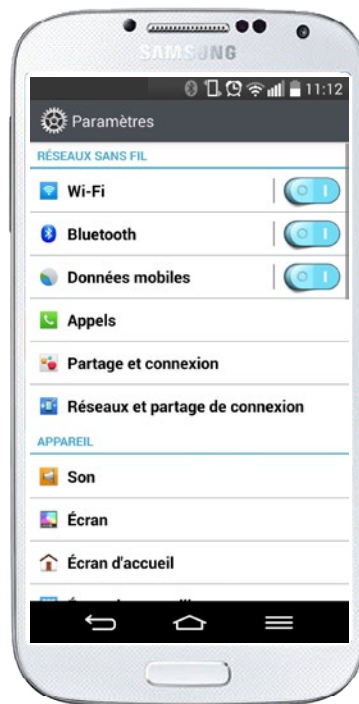 SAMSUNG
11:12
Paramètres
RÉSEAUX SANS FIL
Wi-Fi
Bluetooth
Données mobiles
Appels
Partage et connexion
Réseaux et partage de connexion
APPAREIL
Son
Écran
Écran d'accueil